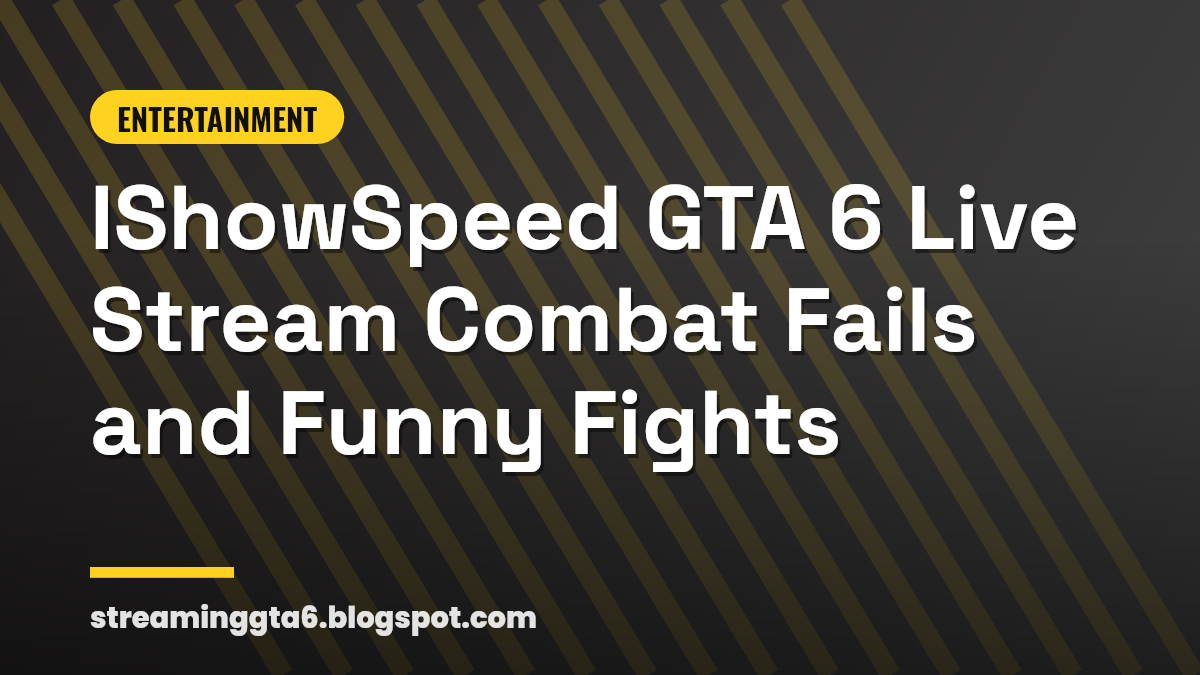 ENTERTAINMENT
IShowSpeed GTA 6 Live
Stream Combat Fails
and Funny Fights
streaminggta6.blogspot.com